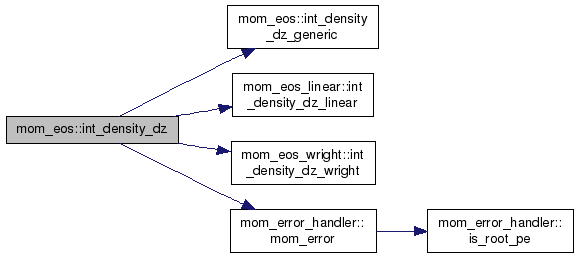 mom_eos::int_density
_dz_generic
mom_eos_linear::int
_density_dz_linear
mom_eos::int_density_dz
mom_eos_wright::int
_density_dz_wright
mom_error_handler::
mom_error
mom_error_handler::
is_root_pe